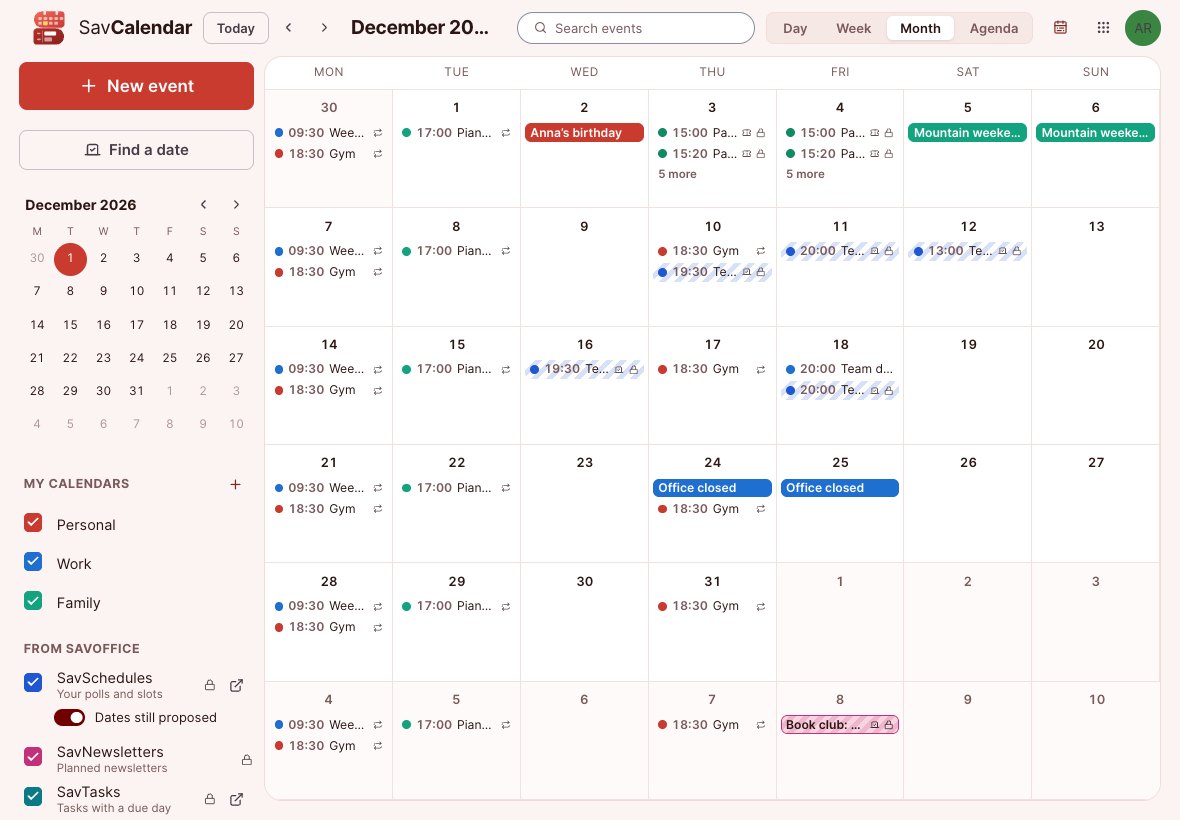 SavCalendar
Today
December 20...
Search events
Day Week Month Agenda
AR
New event
Find a date
December 2026
M T W T F S S
30 1 2 3 4 5 6
7 8 9 10 11 12 13
14 15 16 17 18 19 20
21 22 23 24 25 26 27
28 29 30 31 1 2 3
4 5 6 7 8 9 10
MY CALENDARS
Personal
Work
Family
FROM SAVOFFICE
SavSchedules
Your polls and slots
Dates still proposed
SavNewsletters
Planned newsletters
SavTasks
Tasks with a due day
MON TUE WED THU FRI SAT SUN
30 1 2 3 4 5 6
09:30 Wee... 17:00 Pian... Anna's birthday 15:00 Pa... 15:00 Pa... Mountain weeke... Mountain weeke...
18:30 Gym 15:20 Pa... 15:20 Pa...
5 more 5 more
7 8 9 10 11 12 13
09:30 Wee... 17:00 Pian... 18:30 Gym 20:00 Te... 13:00 Te...
18:30 Gym 19:30 Te...
14 15 16 17 18 19 20
09:30 Wee... 17:00 Pian... 19:30 Te... 18:30 Gym 20:00 Team d...
18:30 Gym 20:00 Te...
21 22 23 24 25 26 27
09:30 Wee... 17:00 Pian... Office closed Office closed
18:30 Gym 18:30 Gym
28 29 30 31 1 2 3
09:30 Wee... 17:00 Pian... 18:30 Gym
18:30 Gym
4 5 6 7 8 9 10
09:30 Wee... 17:00 Pian... 18:30 Gym Book club: ...
18:30 Gym